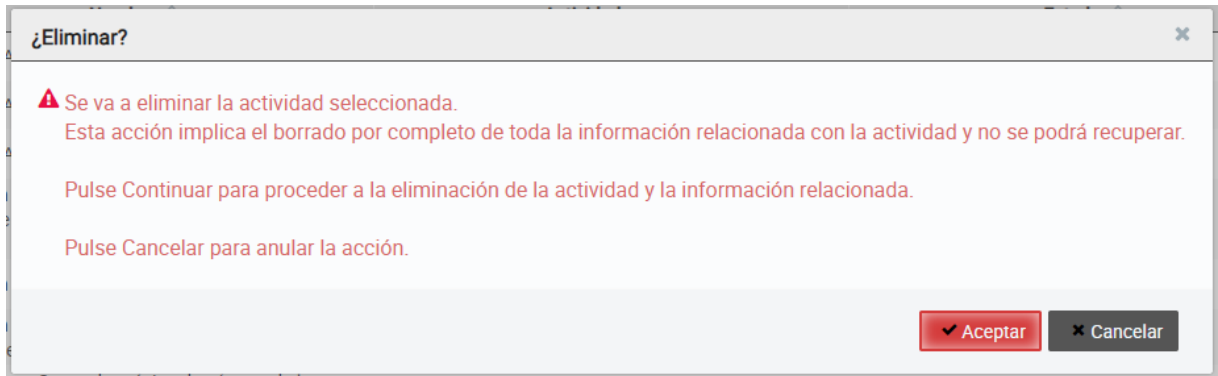 ¿Eliminar?
Se va a eliminar la actividad seleccionada.
Esta acción implica el borrado por completo de toda la información relacionada con la actividad y no se podrá recuperar.
Pulse Continuar para proceder a la eliminación de la actividad y la información relacionada.
Pulse Cancelar para anular la acción.
Aceptar Cancelar